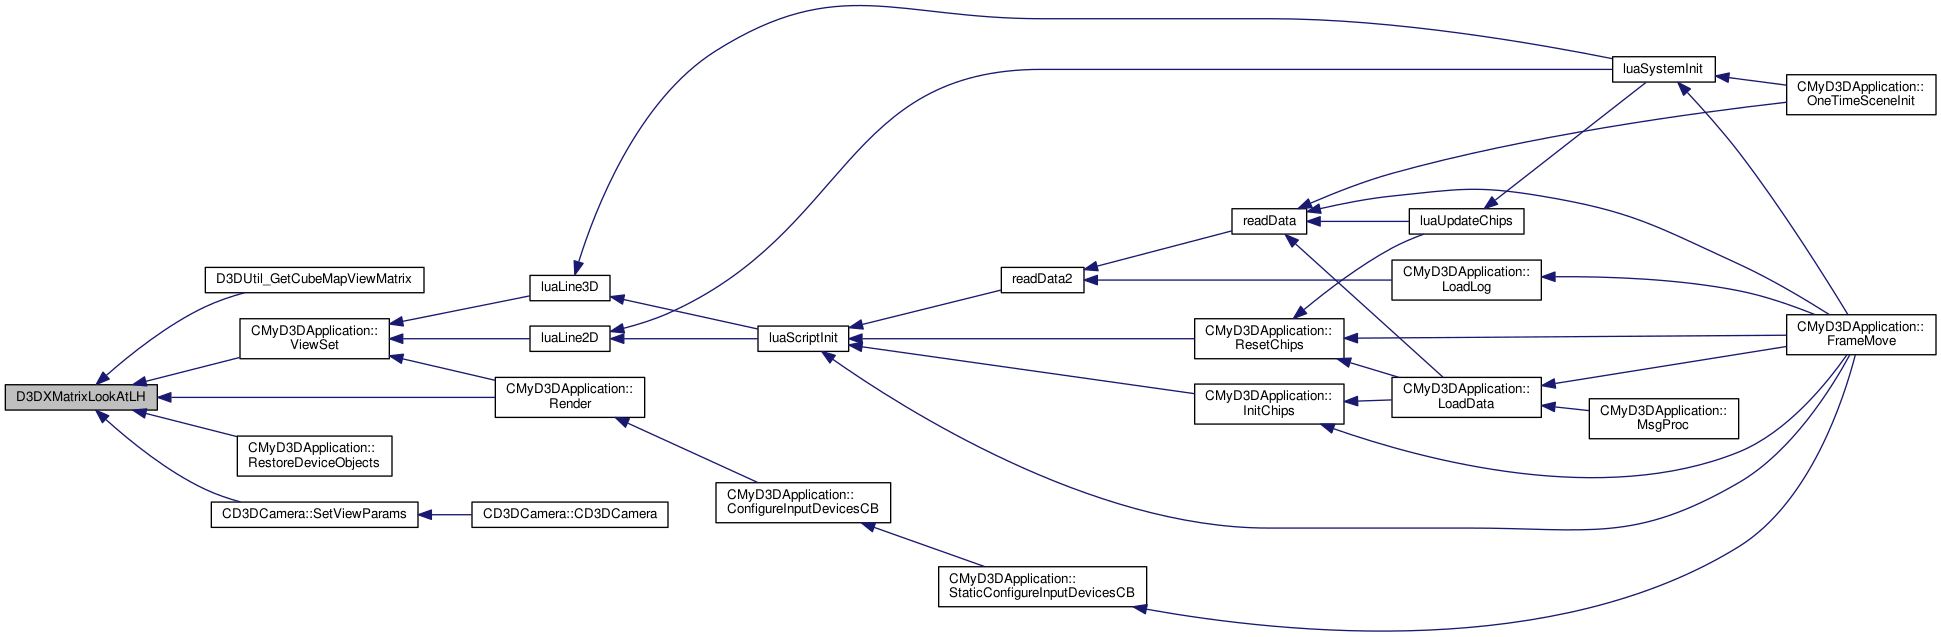 D3DXMatrixLookAtLH
D3DUtil_GetCubeMapViewMatrix
CMyD3DApplication::
ViewSet
CMyD3DApplication::
RestoreDeviceObjects
CD3DCamera::SetViewParams
CD3DCamera::CD3DCamera
luaLine3D
luaLine2D
CMyD3DApplication::
Render
luaScriptInit
CMyD3DApplication::
ConfigureInputDevicesCB
CMyD3DApplication::
StaticConfigureInputDevicesCB
readData2
readData
CMyD3DApplication::
ResetChips
CMyD3DApplication::
InitChips
luaUpdateChips
CMyD3DApplication::
LoadLog
CMyD3DApplication::
LoadData
luaSystemInit
CMyD3DApplication::
MsgProc
CMyD3DApplication::
OneTimeSceneInit
CMyD3DApplication::
FrameMove